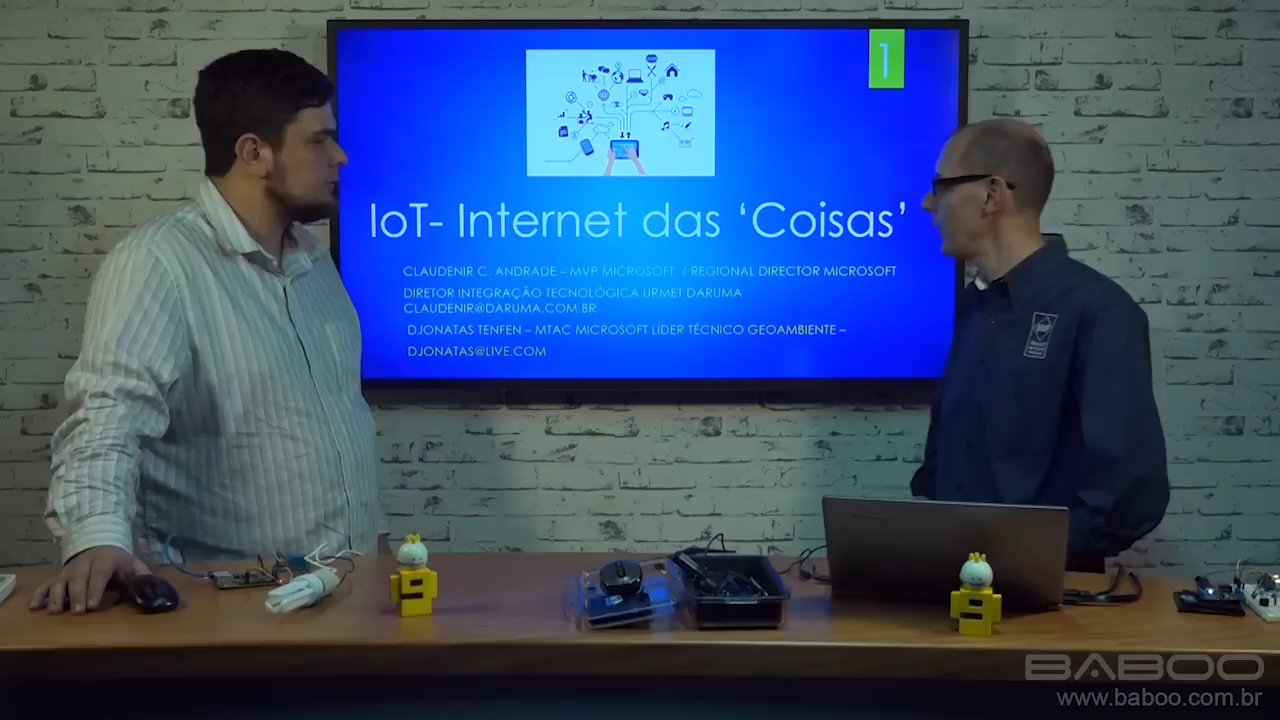 1
IoT- Internet das ‘Coisas’
CLAUDENIR C. ANDRADE – MVP MICROSOFT / REGIONAL DIRECTOR MICROSOFT
DIRETOR INTEGRAÇÃO TECNOLÓGICA URMET DARUMA
CLAUDENIR@DARUMA.COM.BR
DJONATAS TENFEN – MTAC MICROSOFT LÍDER TÉCNICO GEOAMBIENTE –
DJONATAS@LIVE.COM
BABOO
www.baboo.com.br